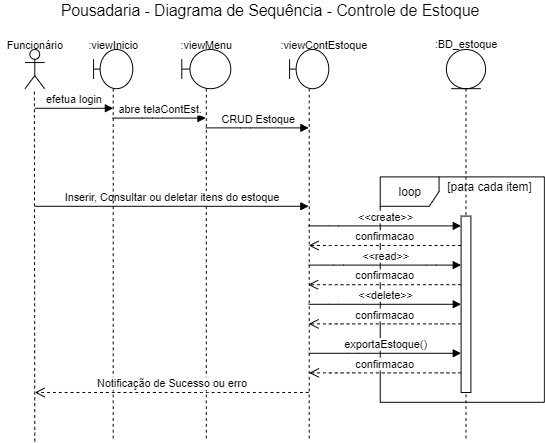 Pousadaria - Diagrama de Sequência - Controle de Estoque
Funcionário
:viewInicio
:viewMenu
:viewContEstoque
:BD_estoque
efetua login
abre telaContEst.
CRUD Estoque
loop
[para cada item]
Inserir, Consultar ou deletar itens do estoque
<<create>>
confirmacao
<<read>>
confirmacao
<<delete>>
confirmacao
exportaEstoque()
confirmacao
Notificação de Sucesso ou erro